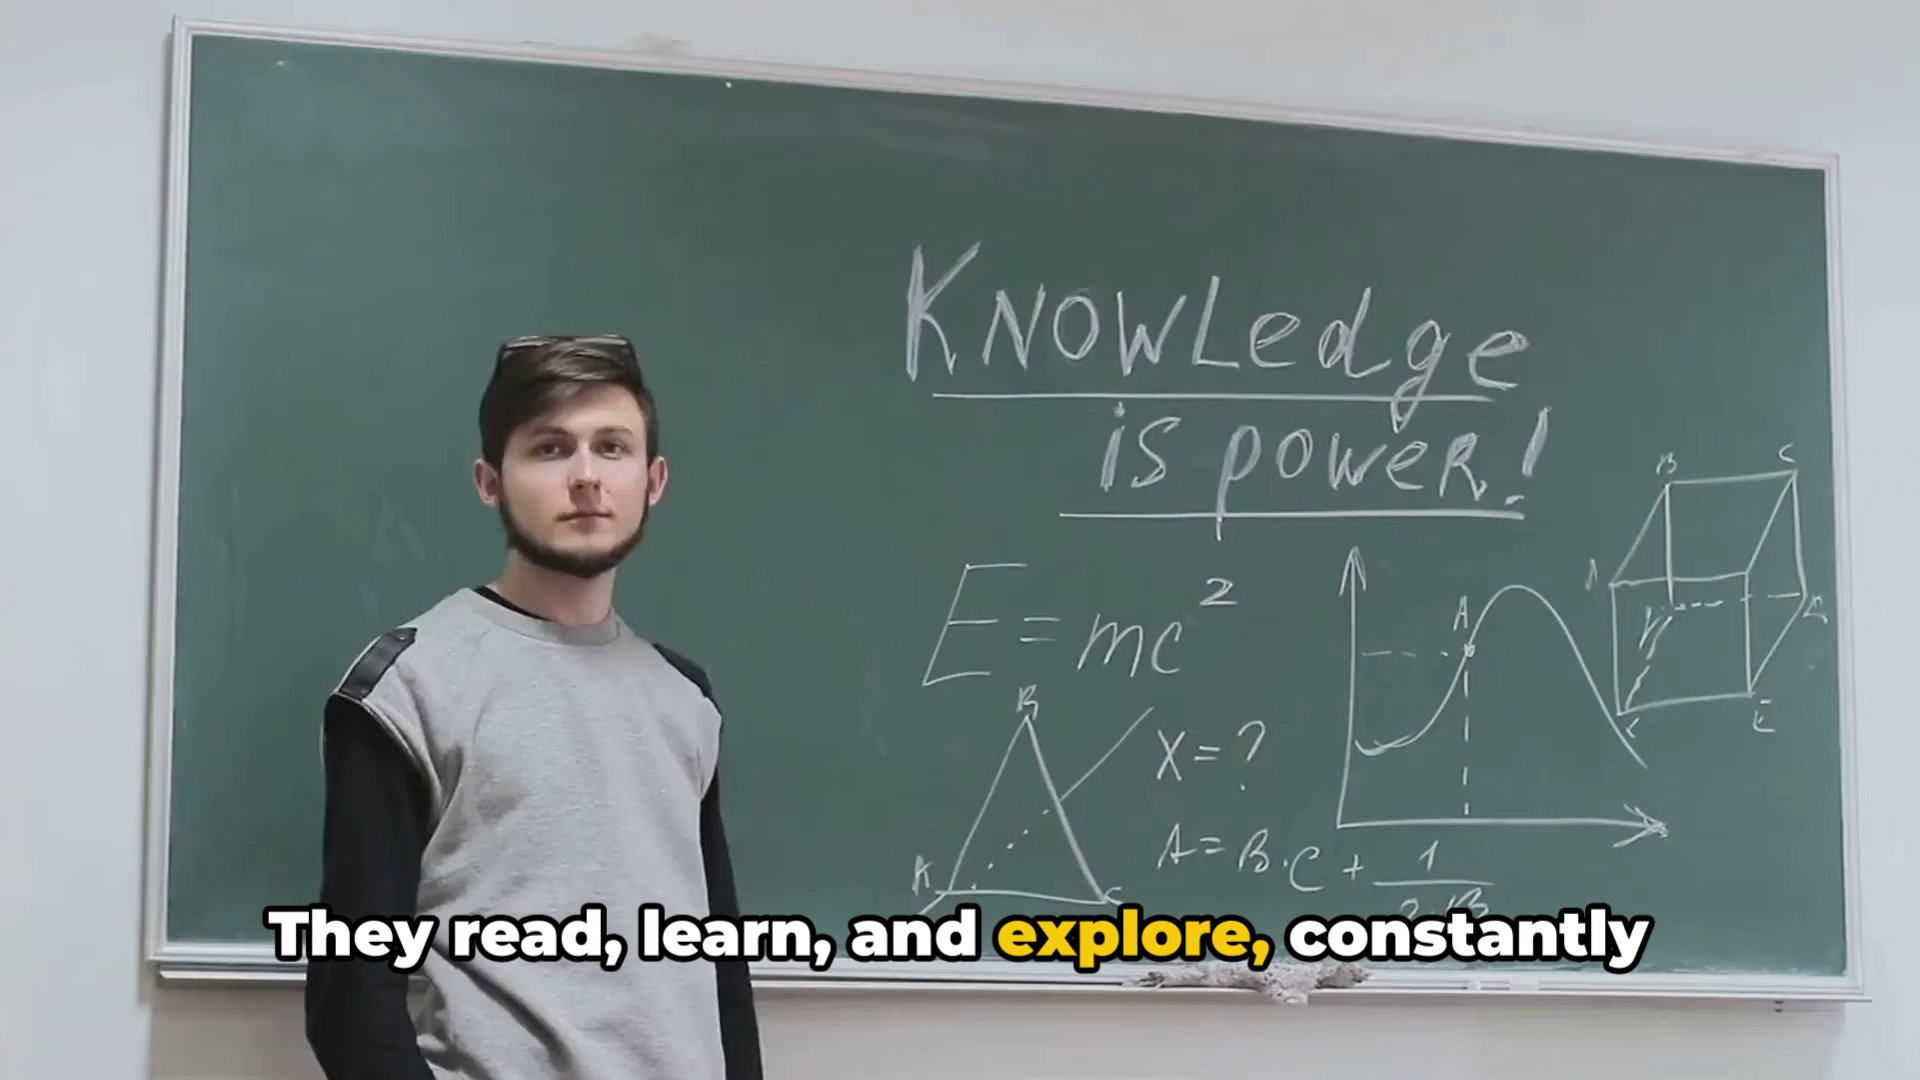 Knowledge
is power!
E = mc²
B
X = ?
A = B · C + 1
A
C
A
B
C
E
They read, learn, and explore, constantly